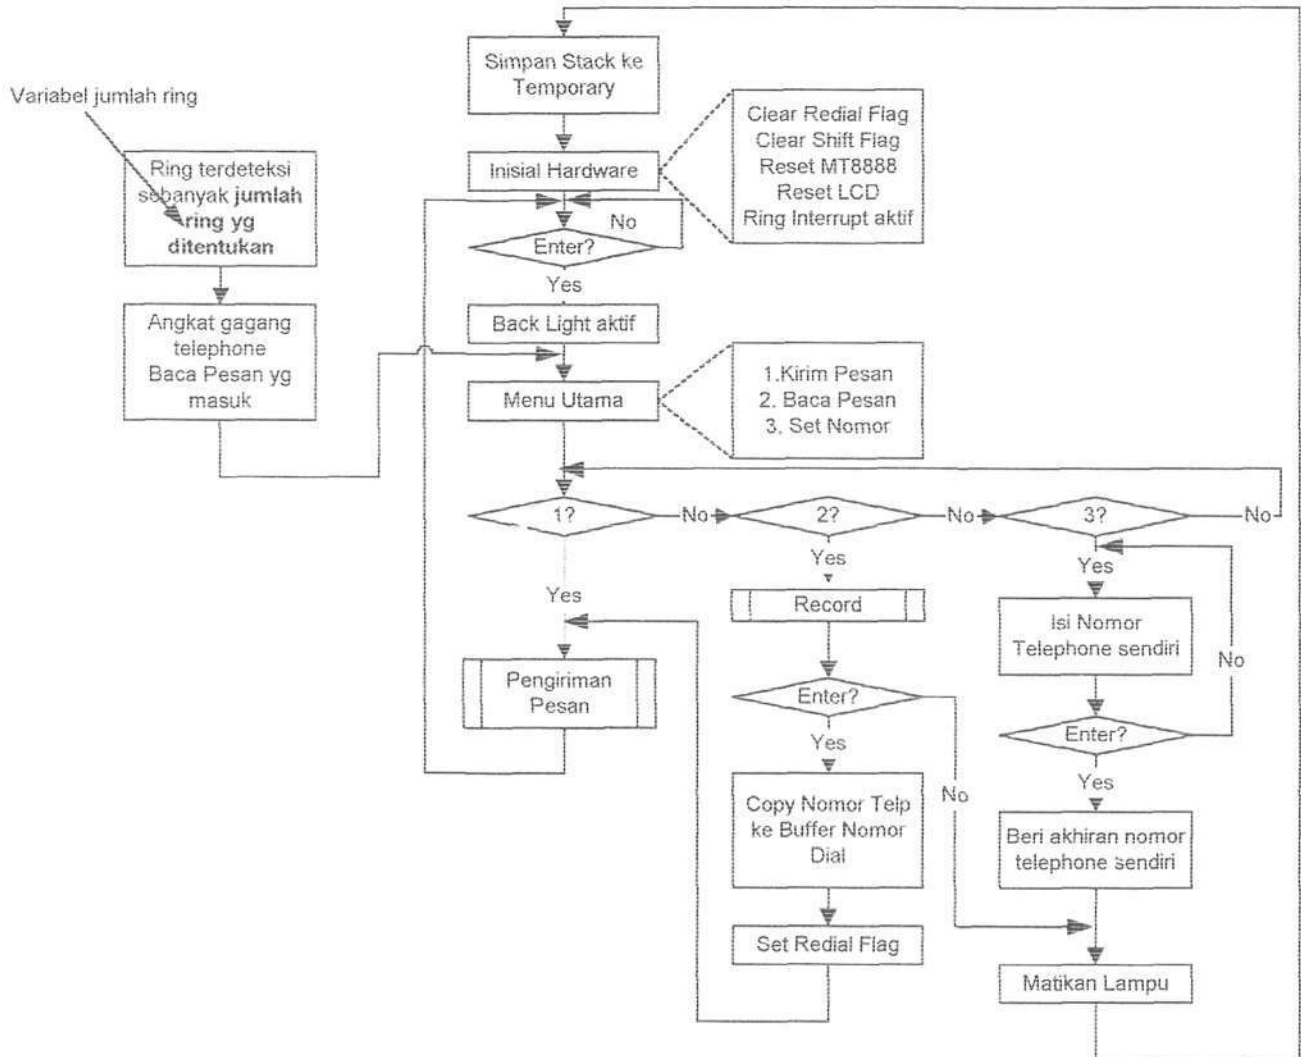 Simpan Stack ke
Temporary
Variabel jumlah ring
Clear Redial Flag
Clear Shift Flag
Reset MT8888
Reset LCD
Ring Interrupt aktif
Ring terdeteksi
sebanyak jumlah
ring yg
ditentukan
Inisial Hardware
No
Enter?
Yes
Angkat gagang
telephone
Baca Pesan yg
masuk
Back Light aktif
Menu Utama
1.Kirim Pesan
2. Baca Pesan
3. Set Nomor
1?
No
2?
No
3?
No
Yes
Yes
Yes
Record
Isi Nomor
Telephone sendiri
No
Pengiriman
Pesan
Enter?
Enter?
Yes
Yes
No
Copy Nomor Telp
ke Buffer Nomor
Dial
Beri akhiran nomor
telephone sendiri
Set Redial Flag
Matikan Lampu